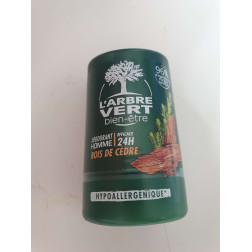 L'ARBRE
VERT
bien-être
DÉODORANT EFFICACE
HOMME 24H
BOIS DE CÈDRE
HYPOALLERGÉNIQUE*